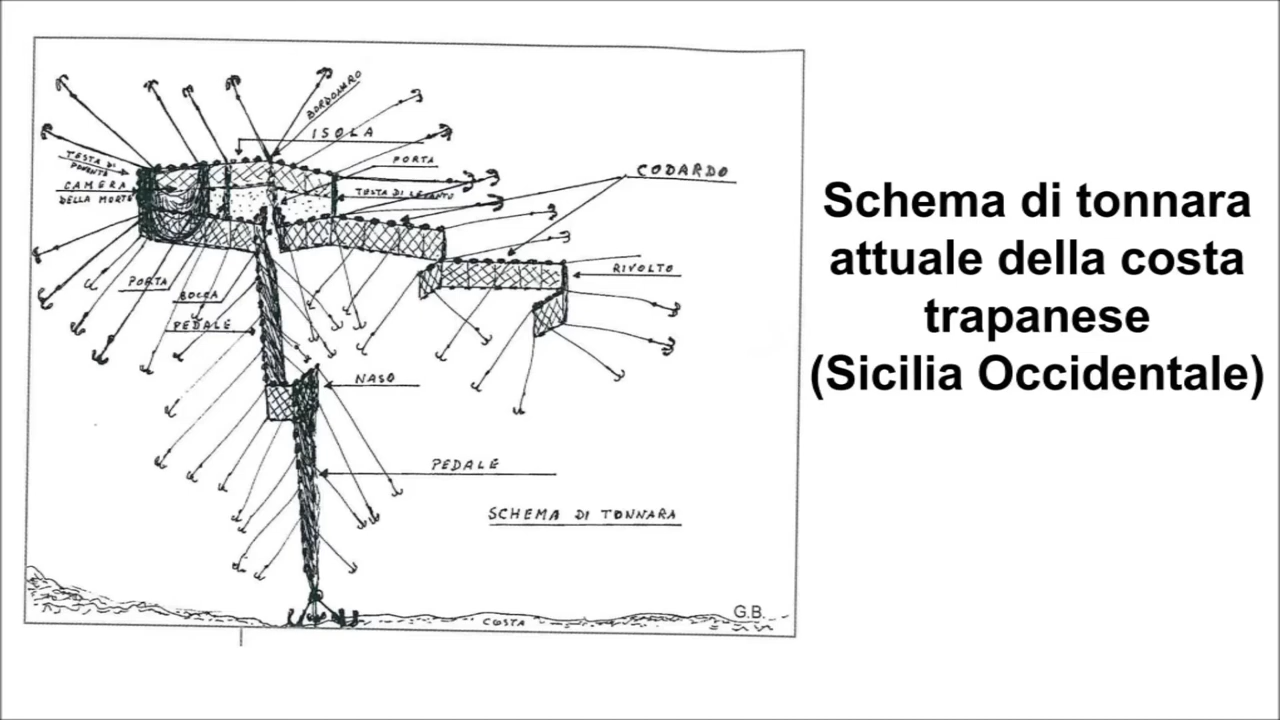 BORDONARO
ISOLA
TESTA DI
PONENTE
PORTA
CODARDO
CAMERA
DELLA MORTE
TESTA DI LEVANTE
RIVOLTO
PORTA
BOCCA
PEDALE
NASO
PEDALE
SCHEMA DI TONNARA
COSTA
G.B.
Schema di tonnara
attuale della costa
trapanese
(Sicilia Occidentale)